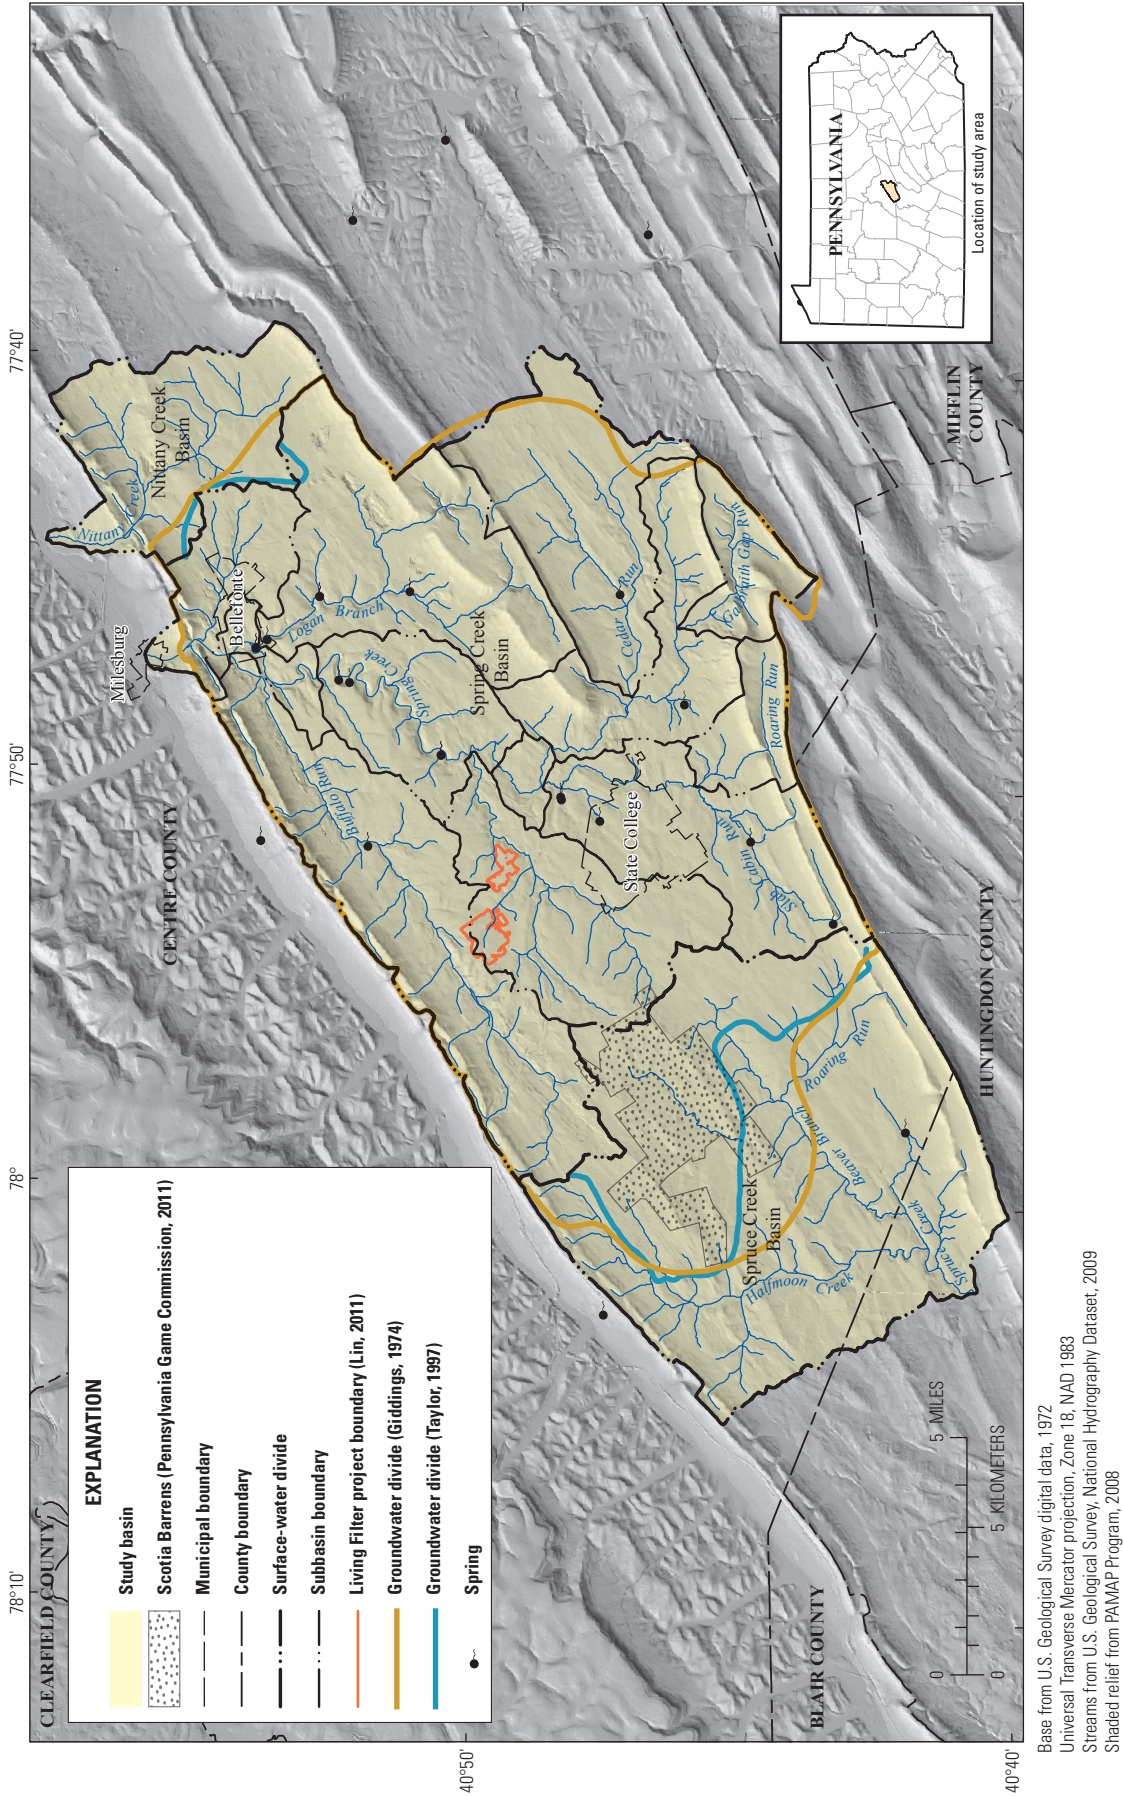 CLEARFIELD COUNTY
CENTRE COUNTY
BLAIR COUNTY
HUNTINGDON COUNTY
MIFFLIN
COUNTY
78°10'
78°
77°50'
77°40'
40°50'
40°40'
EXPLANATION
Study basin
Scotia Barrens (Pennsylvania Game Commission, 2011)
Municipal boundary
County boundary
Surface-water divide
Subbasin boundary
Living Filter project boundary (Lin, 2011)
Groundwater divide (Giddings, 1974)
Groundwater divide (Taylor, 1997)
Spring
Milesburg
Bellefonte
State College
Nittany Creek
Nittany Creek
Basin
Logan Branch
Spring Creek
Spring Creek
Basin
Buffalo Run
Cedar Run
Galbraith Gap Run
Roaring Run
Slab Cabin Run
Roaring Run
Beaver Branch
Spruce Creek
Basin
Halfmoon Creek
Spruce Creek
Spruce
0 5 MILES
0 5 KILOMETERS
PENNSYLVANIA
Location of study area
Base from U.S. Geological Survey digital data, 1972
Universal Transverse Mercator projection, Zone 18, NAD 1983
Streams from U.S. Geological Survey, National Hydrography Dataset, 2009
Shaded relief from PAMAP Program, 2008